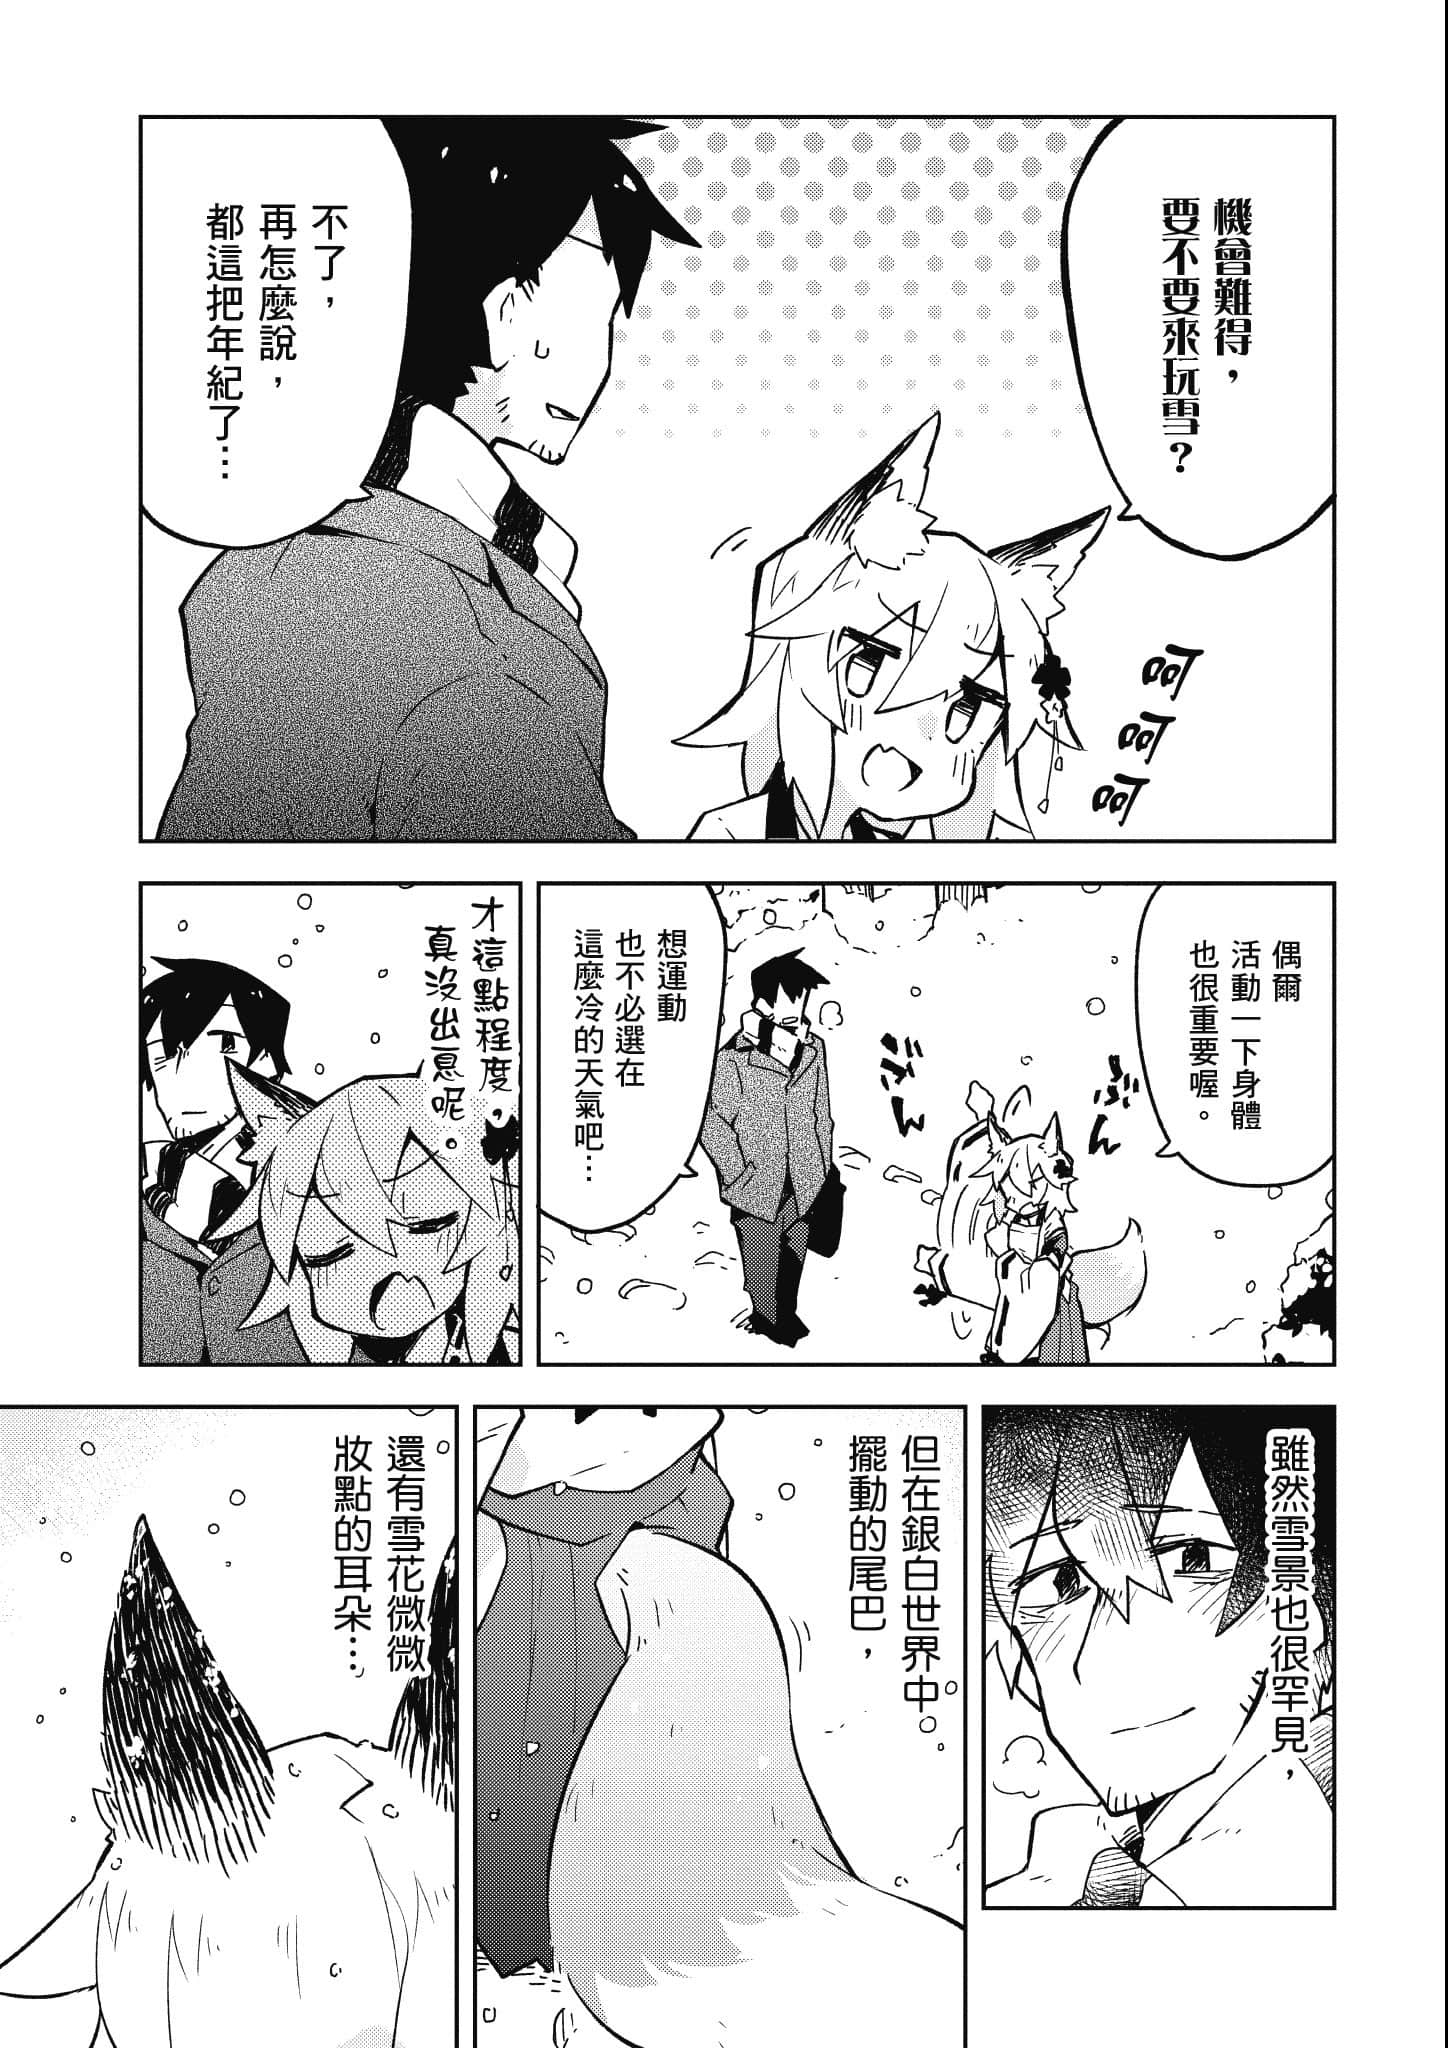 機會難得，
要不要來玩雪？
呵
呵
呵
不了，
再怎麼說，
都這把年紀了…
偶爾
活動一下身體
也很重要喔。
ぶん
ぶん
想運動
也不必選在
這麼冷的天氣吧…
才這點程度，
真沒出息呢。
雖然雪景也很罕見，
但在銀白世界中
擺動的尾巴，
還有雪花微微
妝點的耳朵…